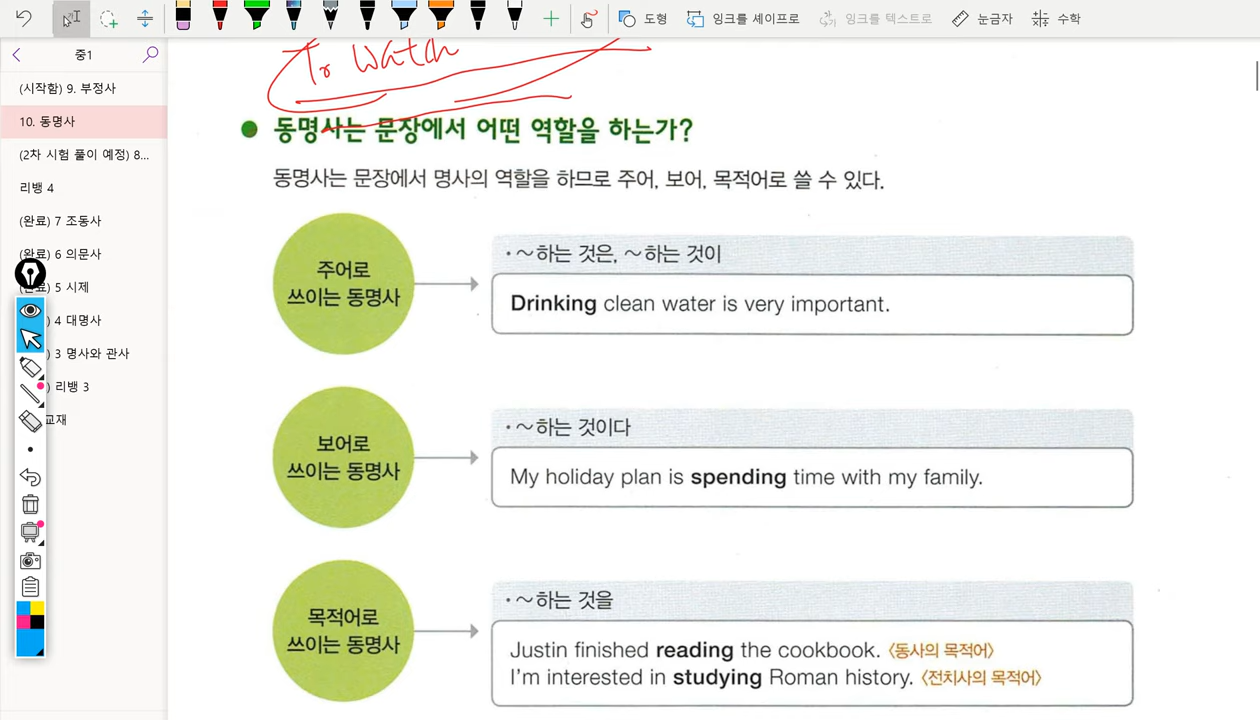 도형
잉크를 셰이프로
잉크를 텍스트로
눈금자
수학
중1
(시작함) 9. 부정사
10. 동명사
(2차 시험 풀이 예정) 8...
리뱅 4
(완료) 7 조동사
(완료) 6 의문사
5 시제
) 4 대명사
) 3 명사와 관사
) 리뱅 3
교재
To watch
동명사는 문장에서 어떤 역할을 하는가?
동명사는 문장에서 명사의 역할을 하므로 주어, 보어, 목적어로 쓸 수 있다.
주어로
쓰이는 동명사
· ~하는 것은, ~하는 것이
Drinking clean water is very important.
보어로
쓰이는 동명사
· ~하는 것이다
My holiday plan is spending time with my family.
목적어로
쓰이는 동명사
· ~하는 것을
Justin finished reading the cookbook. 〈동사의 목적어〉
I'm interested in studying Roman history. 〈전치사의 목적어〉